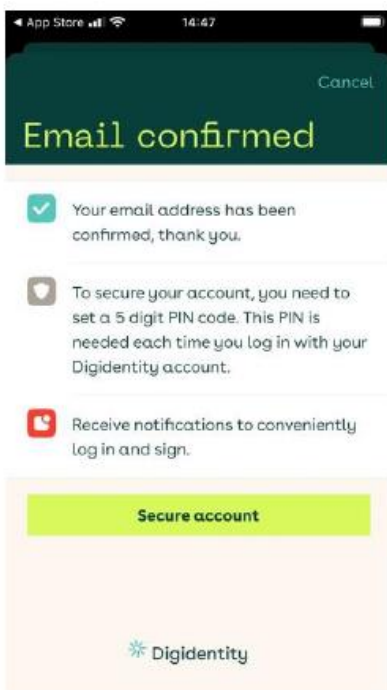 App Store 14:47
Cancel
Email confirmed
Your email address has been
confirmed, thank you.
To secure your account, you need to
set a 5 digit PIN code. This PIN is
needed each time you log in with your
Digidentity account.
Receive notifications to conveniently
log in and sign.
Secure account
Digidentity